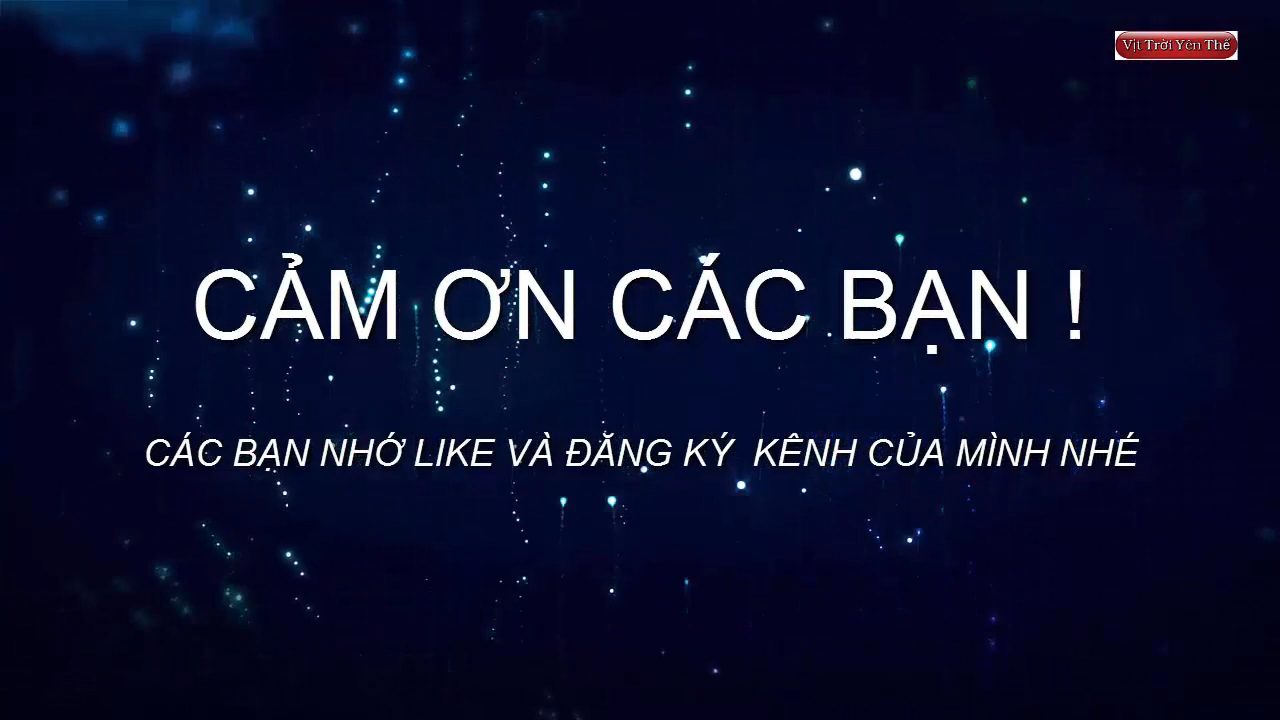 Vịt Trời Yên Thế
CẢM ƠN CÁC BẠN !
CÁC BẠN NHỚ LIKE VÀ ĐĂNG KÝ KÊNH CỦA MÌNH NHÉ